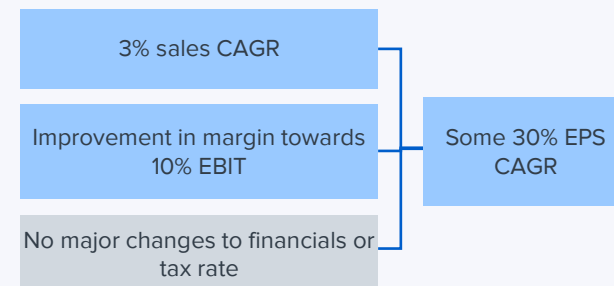 3% sales CAGR
Improvement in margin towards
10% EBIT
Some 30% EPS
CAGR
No major changes to financials or
tax rate